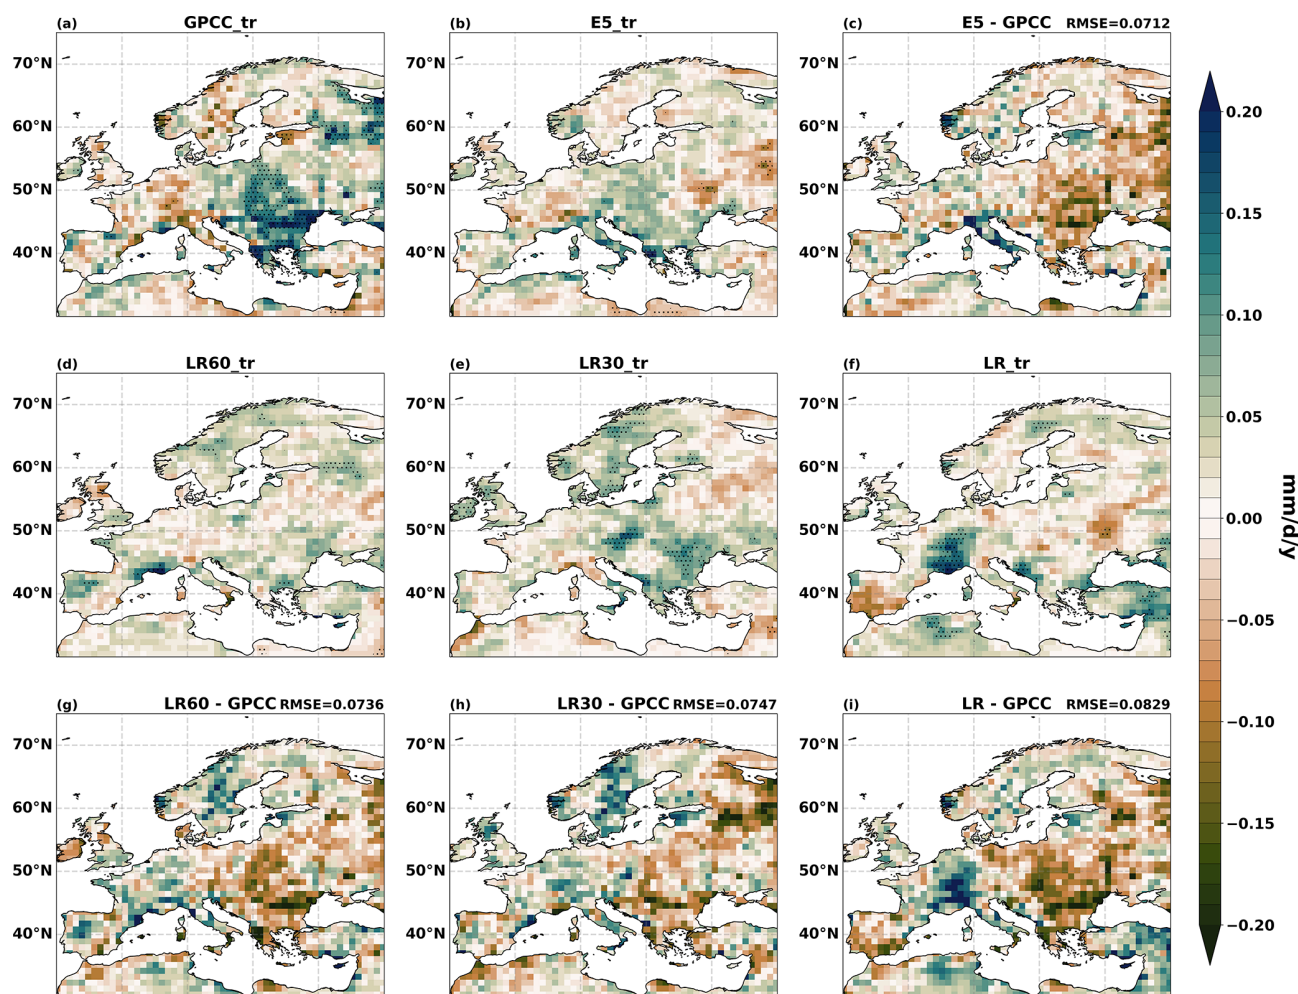 (a) GPCC_tr
(b) E5_tr
(c) E5 - GPCC RMSE=0.0712
70°N
60°N
50°N
40°N
70°N
60°N
50°N
40°N
70°N
60°N
50°N
40°N
(d) LR60_tr
(e) LR30_tr
(f) LR_tr
70°N
60°N
50°N
40°N
70°N
60°N
50°N
40°N
70°N
60°N
50°N
40°N
(g) LR60 - GPCC RMSE=0.0736
(h) LR30 - GPCC RMSE=0.0747
(i) LR - GPCC RMSE=0.0829
70°N
60°N
50°N
40°N
70°N
60°N
50°N
40°N
70°N
60°N
50°N
40°N
0.20
0.15
0.10
0.05
0.00
−0.05
−0.10
−0.15
−0.20
mm/d/y